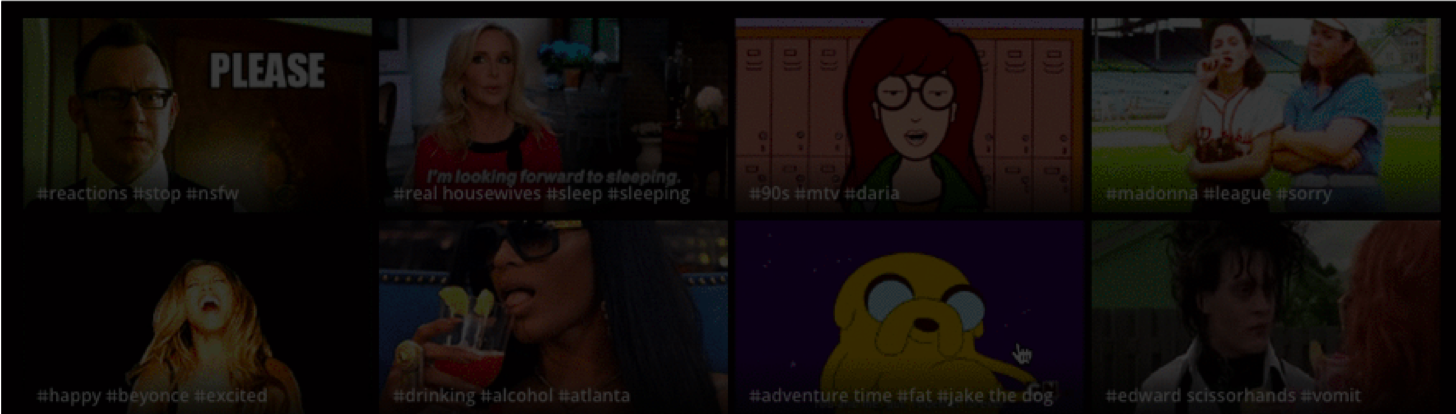 PLEASE
#reactions #stop #nsfw
I'm looking forward to sleeping.
#real housewives #sleep #sleeping
#90s #mtv #daria
#madonna #league #sorry
#happy #beyonce #excited
#drinking #alcohol #atlanta
#adventure time #fat #jake the dog
#edward scissorhands #vomit